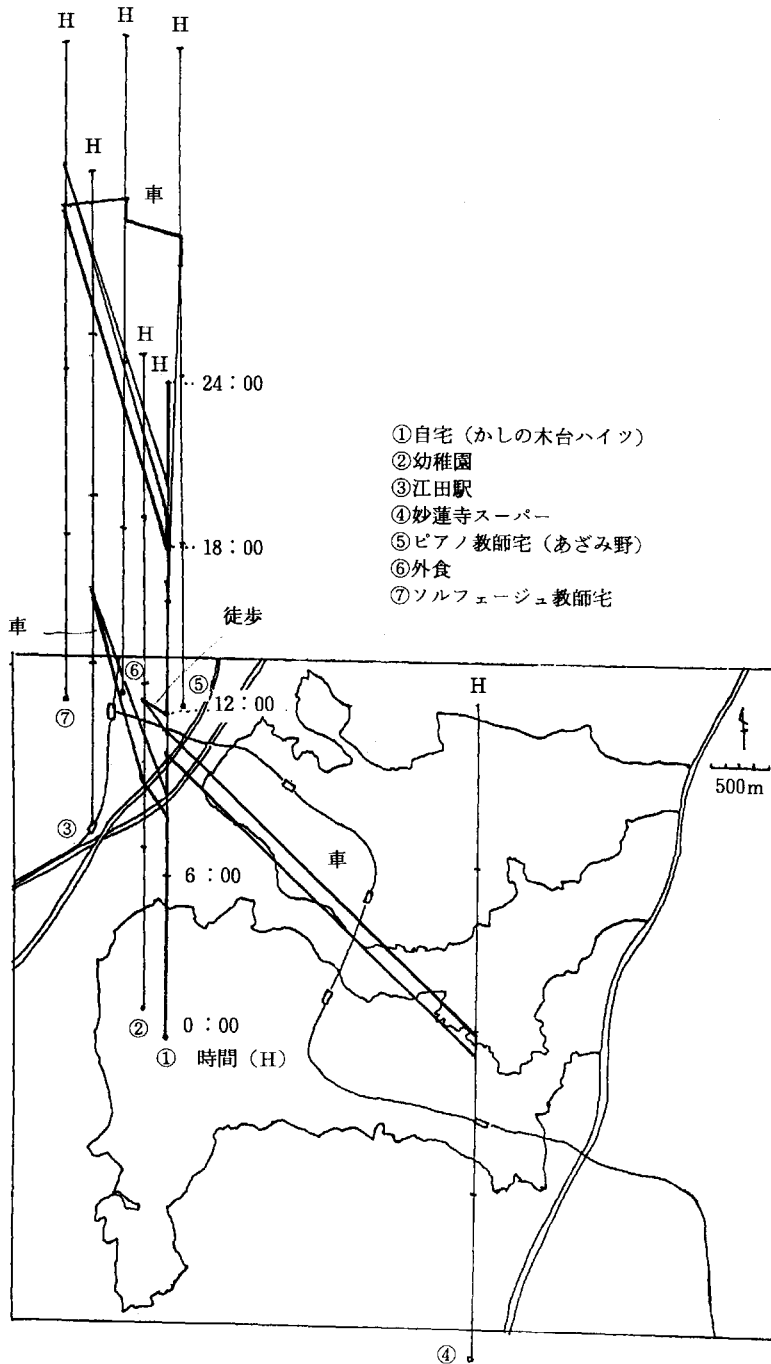 H
H
H
H
車
H
H
24：00
①自宅（かしの木台ハイツ）
②幼稚園
③江田駅
④妙蓮寺スーパー
⑤ピアノ教師宅（あざみ野）
⑥外食
⑦ソルフェージュ教師宅
18：00
車
徒歩
⑥
⑤
⑦
12：00
H
500m
③
車
6：00
②
0：00
①
時間（H）
④